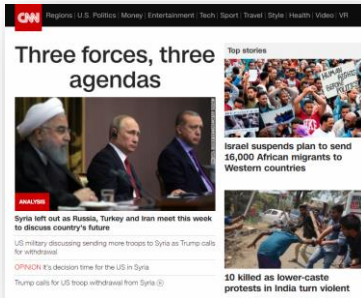 CNN Regions | U.S. Politics | Money | Entertainment | Tech | Sport | Travel | Style | Health | Video | VR
Three forces, three
agendas
ANALYSIS
Syria left out as Russia, Turkey and Iran meet this week
to discuss country's future
US military discussing sending more troops to Syria as Trump calls
for withdrawal
OPINION It's decision time for the US in Syria
Trump calls for US troop withdrawal from Syria
Top stories
HUMAN
Israel suspends plan to send
16,000 African migrants to
Western countries
10 killed as lower-caste
protests in India turn violent